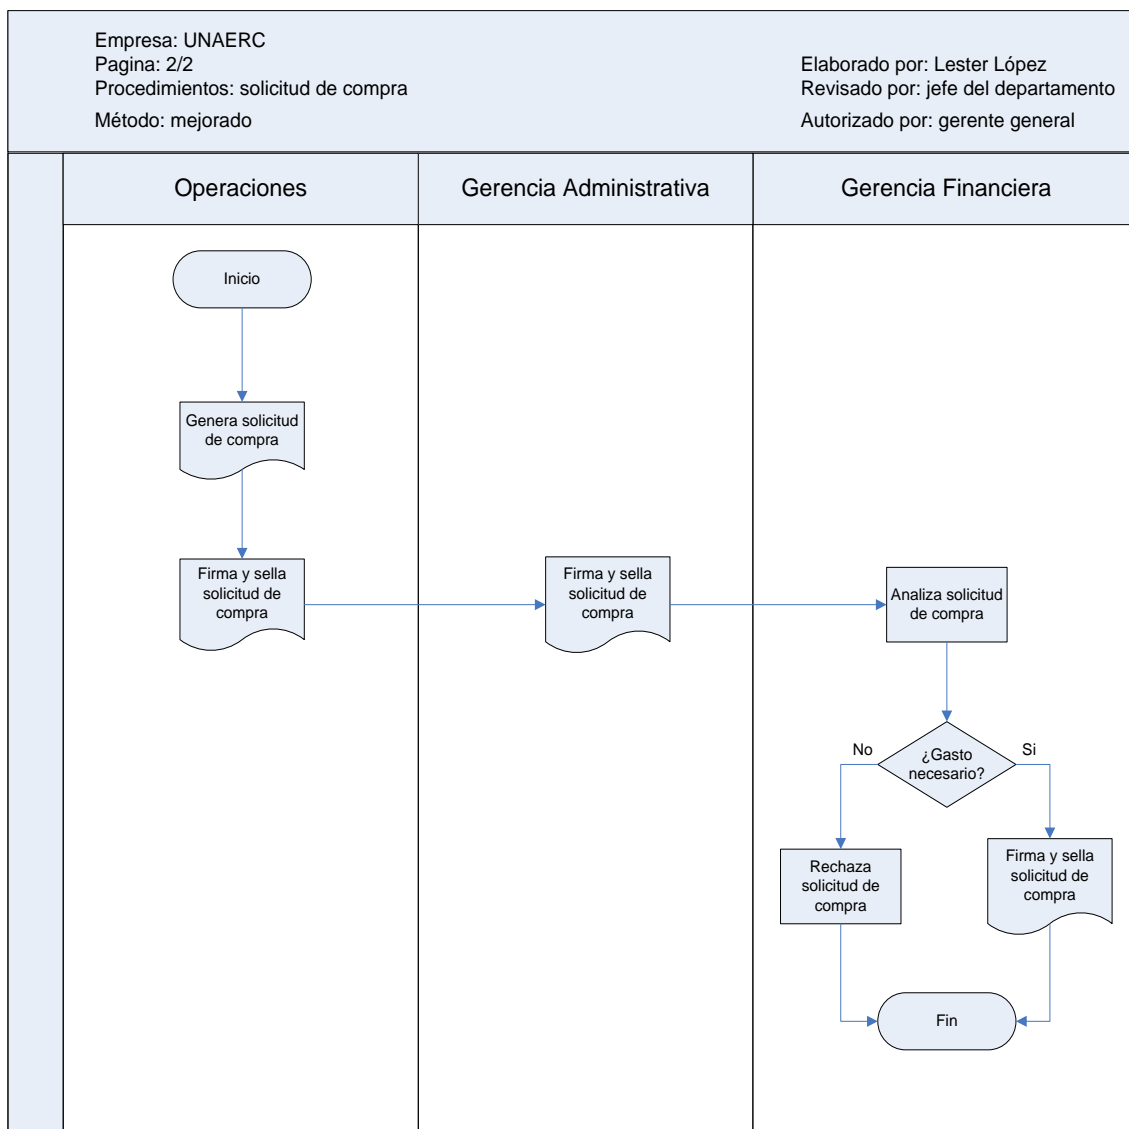 Empresa: UNAERC
Pagina: 2/2
Procedimientos: solicitud de compra
Método: mejorado
Elaborado por: Lester López
Revisado por: jefe del departamento
Autorizado por: gerente general
Operaciones
Gerencia Administrativa
Gerencia Financiera
Inicio
Genera solicitud
de compra
Firma y sella
solicitud de
compra
Firma y sella
solicitud de
compra
Analiza solicitud
de compra
¿Gasto
necesario?
No
Si
Rechaza
solicitud de
compra
Firma y sella
solicitud de
compra
Fin